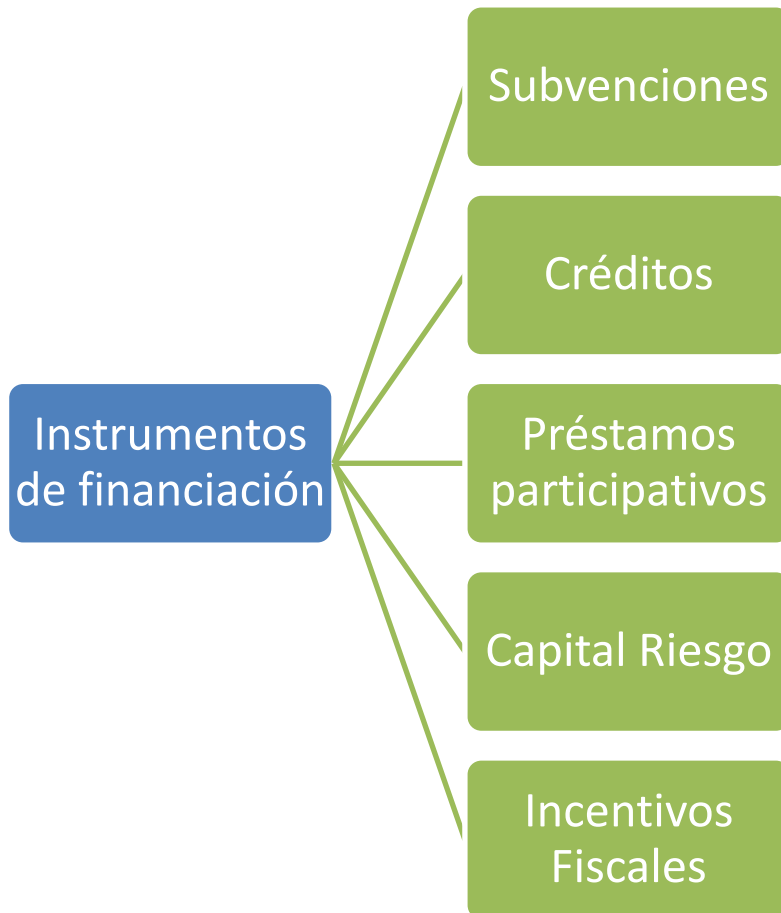 Subvenciones
Créditos
Instrumentos
de financiación
Préstamos
participativos
Capital Riesgo
Incentivos
Fiscales